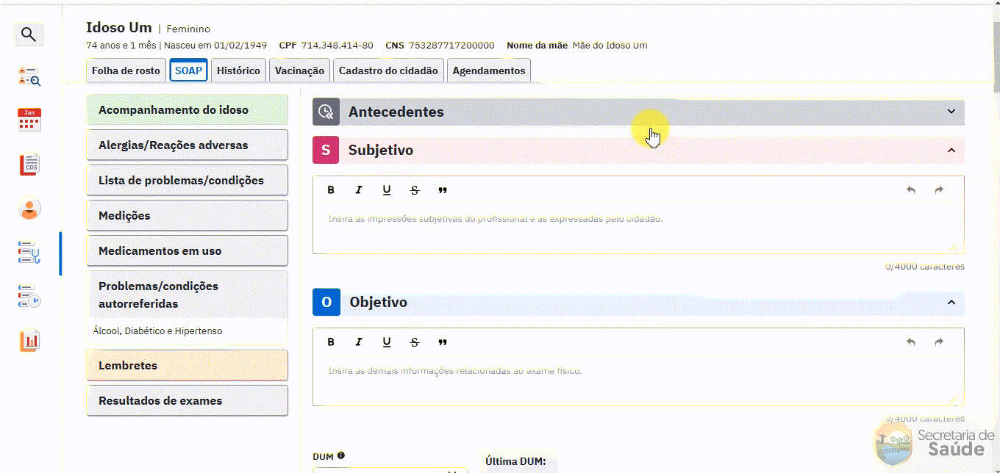 Idoso Um | Feminino
74 anos e 1 mês | Nasceu em 01/02/1949 CPF 714.348.414-80 CNS 753287717200000 Nome da mãe Mãe do Idoso Um
Folha de rosto SOAP Histórico Vacinação Cadastro do cidadão Agendamentos
Jan
CDS
Acompanhamento do idoso
Alergias/Reações adversas
Lista de problemas/condições
Medições
Medicamentos em uso
Problemas/condições
autorreferidas
Álcool, Diabético e Hipertenso
Lembretes
Resultados de exames
Antecedentes
S Subjetivo
B I U S
Insira as impressões subjetivas do profissional e as expressadas pelo cidadão.
0/4000 caracteres
O Objetivo
B I U S
Insira as demais informações relacionadas ao exame físico.
0/4000 caracteres
DUM
Última DUM:
Secretaria de
Saúde